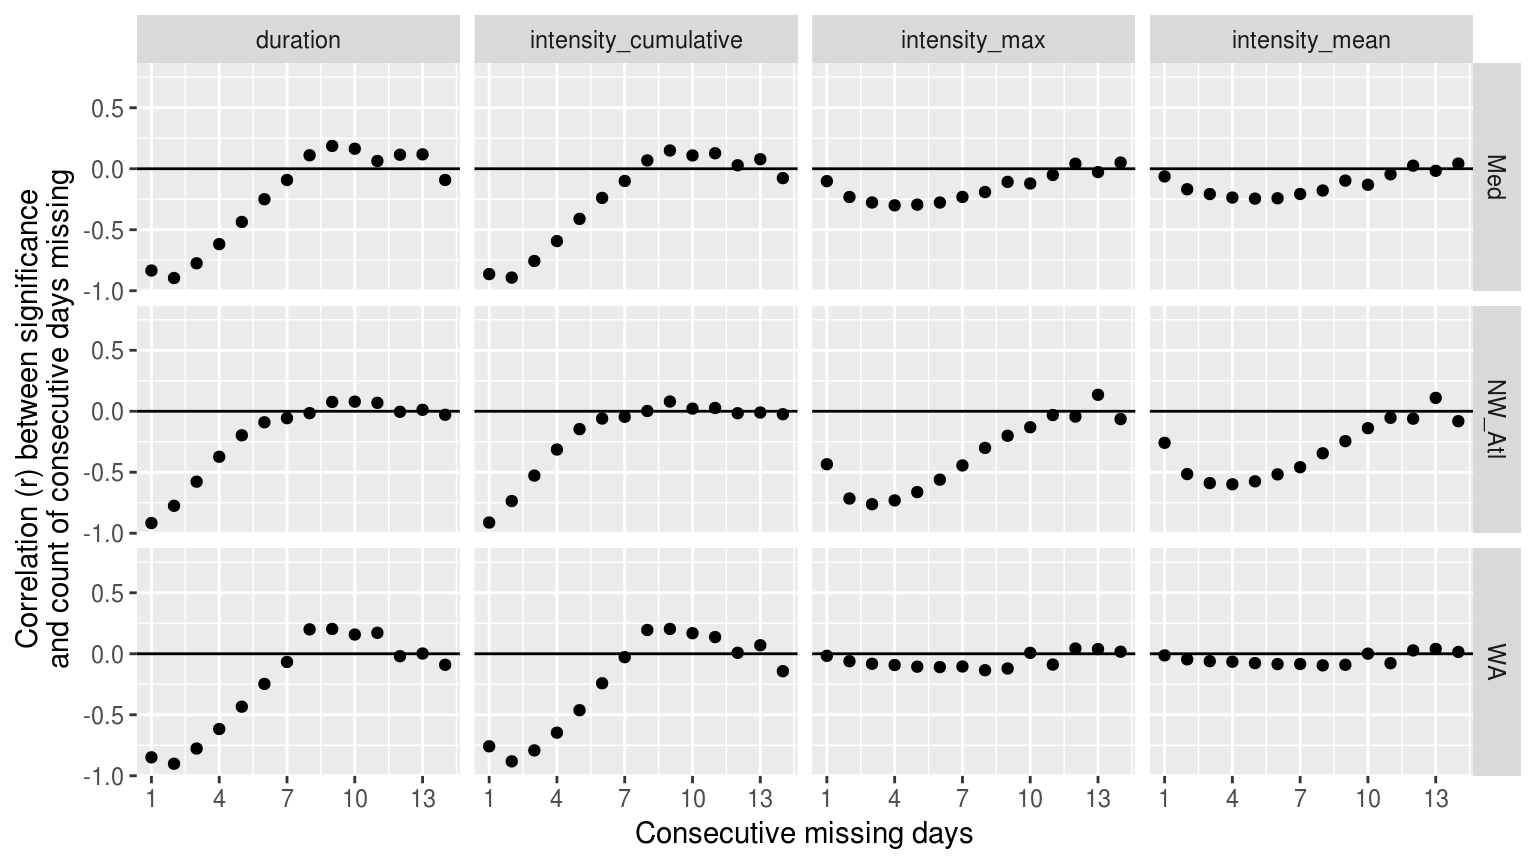 duration intensity_cumulative intensity_max intensity_mean
Correlation (r) between significance
and count of consecutive days missing
0.5
0.0
-0.5
-1.0
Med
0.5
0.0
-0.5
-1.0
NW_Atl
0.5
0.0
-0.5
-1.0
WA
1 4 7 10 13 1 4 7 10 13 1 4 7 10 13 1 4 7 10 13
Consecutive missing days